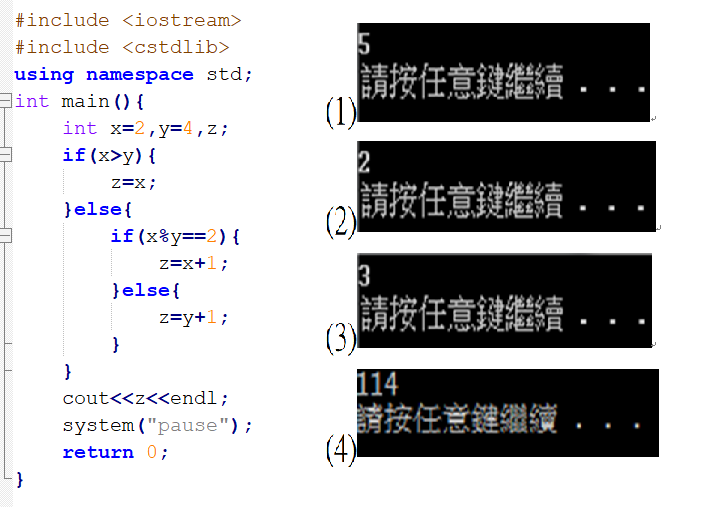 #include <iostream>
#include <cstdlib>
using namespace std;
int main(){
int x=2,y=4,z;
if(x>y){
z=x;
}else{
if(x%y==2){
z=x+1;
}else{
z=y+1;
}
}
cout<<z<<endl;
system("pause");
return 0;
}
5
請按任意鍵繼續 . . .
(1)
2
請按任意鍵繼續 . . .
(2)
3
請按任意鍵繼續 . . .
(3)
114
請按任意鍵繼續 . . .
(4)